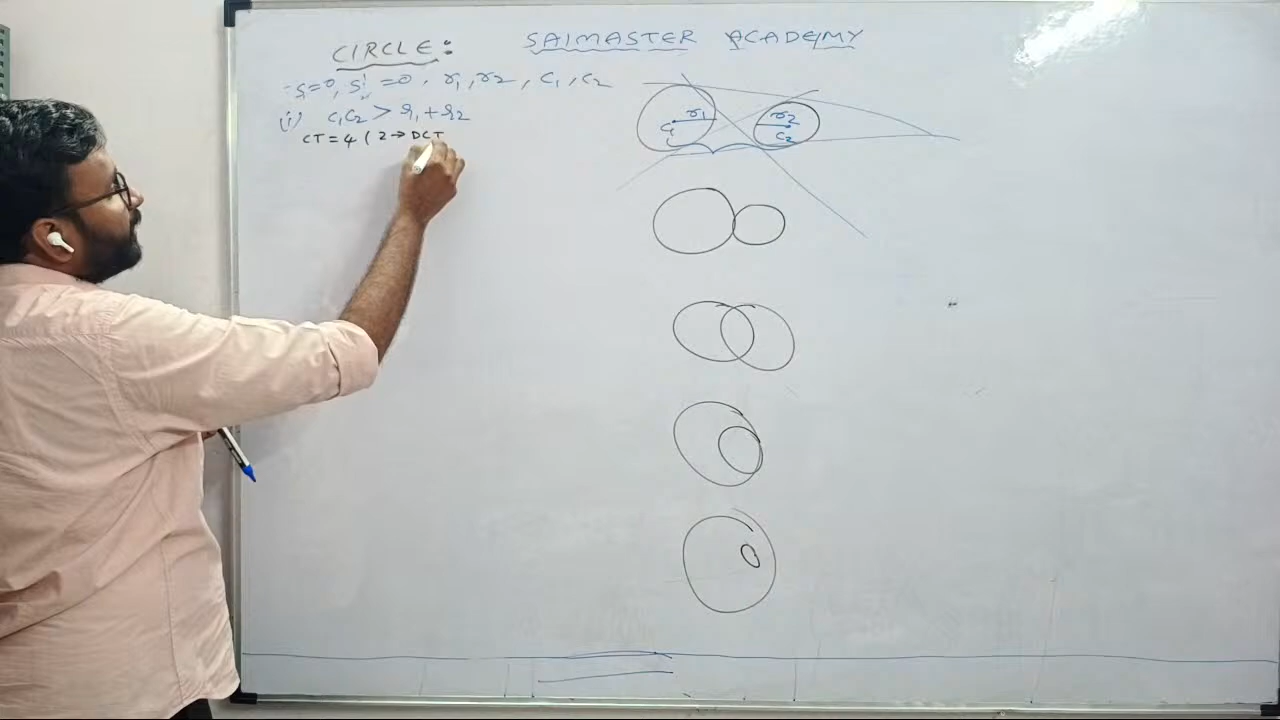 CIRCLE:
SAIMASTER ACADEMY
S=0, S'=0, r1, r2, C1, C2
(i) C1C2 > r1+r2
CT=4 (2→DCT
C1 r1
r2
C2